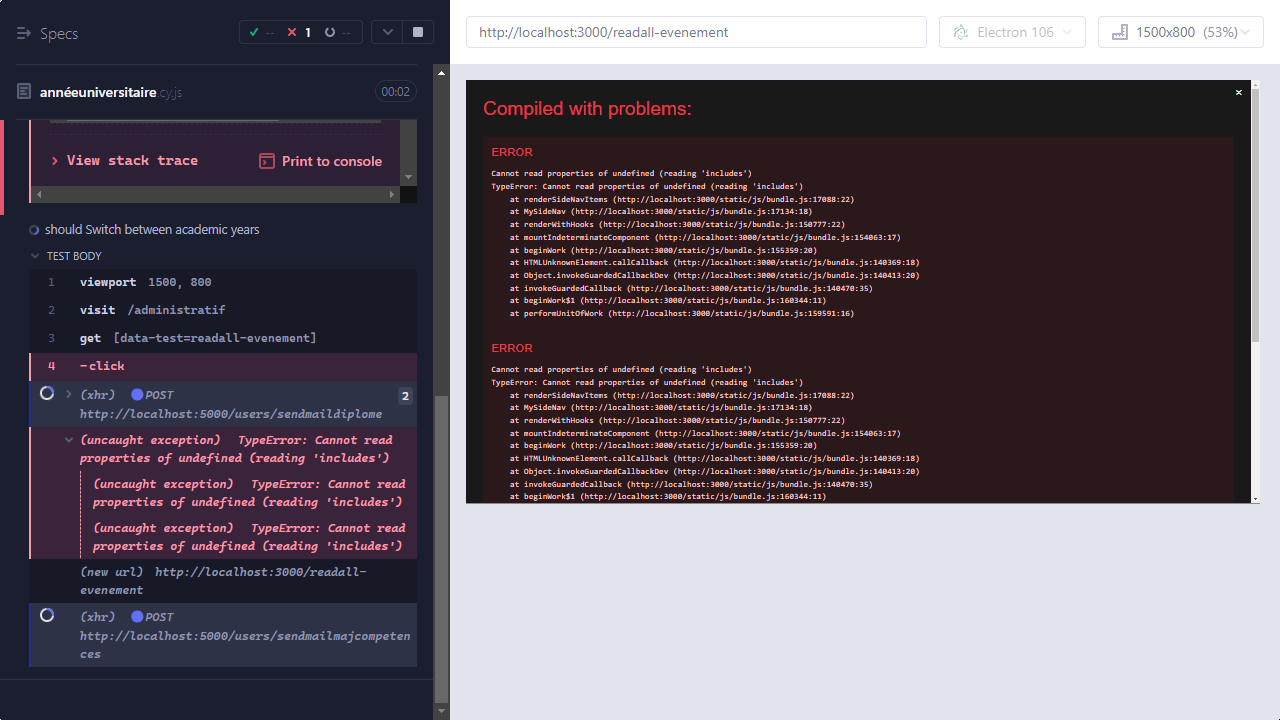 Specs
-- 1 --
annéeuniversitaire.cy.js
00:02
View stack trace
Print to console
should Switch between academic years
TEST BODY
1 viewport 1500, 800
2 visit /administratif
3 get [data-test=readall-evenement]
4 -click
(xhr) POST 2
http://localhost:5000/users/sendmaildiplome
(uncaught exception) TypeError: Cannot read
properties of undefined (reading 'includes')
(uncaught exception) TypeError: Cannot read
properties of undefined (reading 'includes')
(uncaught exception) TypeError: Cannot read
properties of undefined (reading 'includes')
(new url) http://localhost:3000/readall-
evenement
(xhr) POST
http://localhost:5000/users/sendmailmajcompeten
ces
http://localhost:3000/readall-evenement
Electron 106
1500x800 (53%)
Compiled with problems:
×
ERROR
Cannot read properties of undefined (reading 'includes')
TypeError: Cannot read properties of undefined (reading 'includes')
at renderSideNavItems (http://localhost:3000/static/js/bundle.js:17088:22)
at MySideNav (http://localhost:3000/static/js/bundle.js:17134:18)
at renderWithHooks (http://localhost:3000/static/js/bundle.js:150777:22)
at mountIndeterminateComponent (http://localhost:3000/static/js/bundle.js:154063:17)
at beginWork (http://localhost:3000/static/js/bundle.js:155359:20)
at HTMLUnknownElement.callCallback (http://localhost:3000/static/js/bundle.js:140369:18)
at Object.invokeGuardedCallbackDev (http://localhost:3000/static/js/bundle.js:140413:20)
at invokeGuardedCallback (http://localhost:3000/static/js/bundle.js:140470:35)
at beginWork$1 (http://localhost:3000/static/js/bundle.js:160344:11)
at performUnitOfWork (http://localhost:3000/static/js/bundle.js:159591:16)
ERROR
Cannot read properties of undefined (reading 'includes')
TypeError: Cannot read properties of undefined (reading 'includes')
at renderSideNavItems (http://localhost:3000/static/js/bundle.js:17088:22)
at MySideNav (http://localhost:3000/static/js/bundle.js:17134:18)
at renderWithHooks (http://localhost:3000/static/js/bundle.js:150777:22)
at mountIndeterminateComponent (http://localhost:3000/static/js/bundle.js:154063:17)
at beginWork (http://localhost:3000/static/js/bundle.js:155359:20)
at HTMLUnknownElement.callCallback (http://localhost:3000/static/js/bundle.js:140369:18)
at Object.invokeGuardedCallbackDev (http://localhost:3000/static/js/bundle.js:140413:20)
at invokeGuardedCallback (http://localhost:3000/static/js/bundle.js:140470:35)
at beginWork$1 (http://localhost:3000/static/js/bundle.js:160344:11)